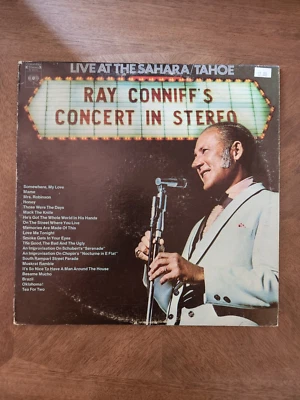 LIVE AT THE SAHARA/TAHOE
RAY CONNIFF'S
CONCERT IN STEREO
Somewhere, My Love
Mame
Mrs. Robinson
Honey
Those Were The Days
Mack The Knife
He's Got The Whole World In His Hands
On The Street Where You Live
Memories Are Made Of This
Love Me Tonight
Smoke Gets In Your Eyes
The Good, The Bad And The Ugly
An Improvisation On Schubert's "Serenade"
An Improvisation On Chopin's "Nocturne in E Flat"
South Rampart Street Parade
Muskrat Ramble
It's So Nice To Have A Man Around The House
Besame Mucho
Brazil
Oklahoma!
Tea For Two